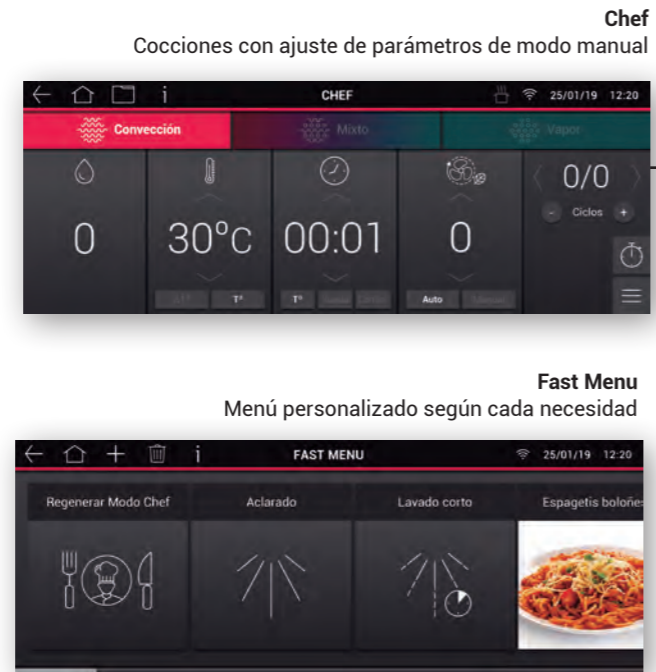 Chef
Cocciones con ajuste de parámetros de modo manual
CHEF
25/01/19 12:20
Convección
Mixto
Vapor
0
30°C
00:01
0
0/0
- Ciclos +
T°
T°
Auto
Manual
Fast Menu
Menú personalizado según cada necesidad
FAST MENU
25/01/19 12:20
Regenerar Modo Chef
Aclarado
Lavado corto
Espagetis boloñes